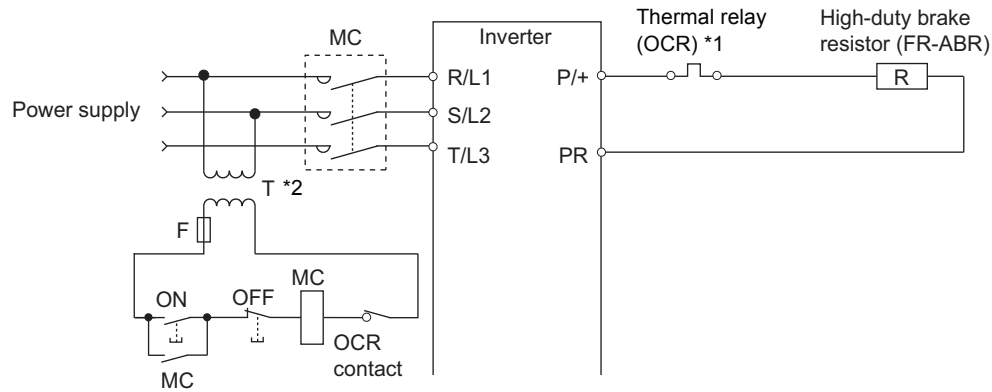 Thermal relay
(OCR) *1
High-duty brake
resistor (FR-ABR)
MC
Inverter
R/L1
P/+
R
Power supply
S/L2
T/L3
PR
T *2
F
MC
ON
OFF
OCR
contact
MC